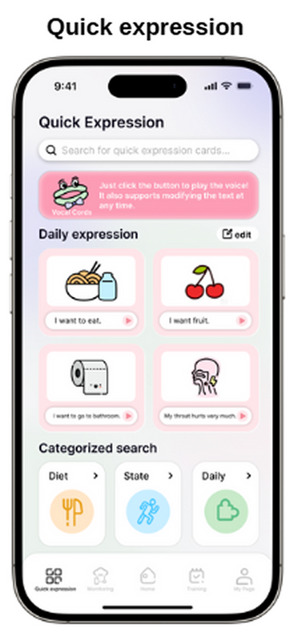 Quick expression
9:41
Quick Expression
Search for quick expression cards...
Just click the button to play the voice!
It also supports modifying the text at
any time.
Vocal Cords
Daily expression
edit
I want to eat.
I want fruit.
I want to go to bathroom.
My throat hurts very much.
Categorized search
Diet
State
Daily
Quick expression
Monitoring
Home
Training
My Page